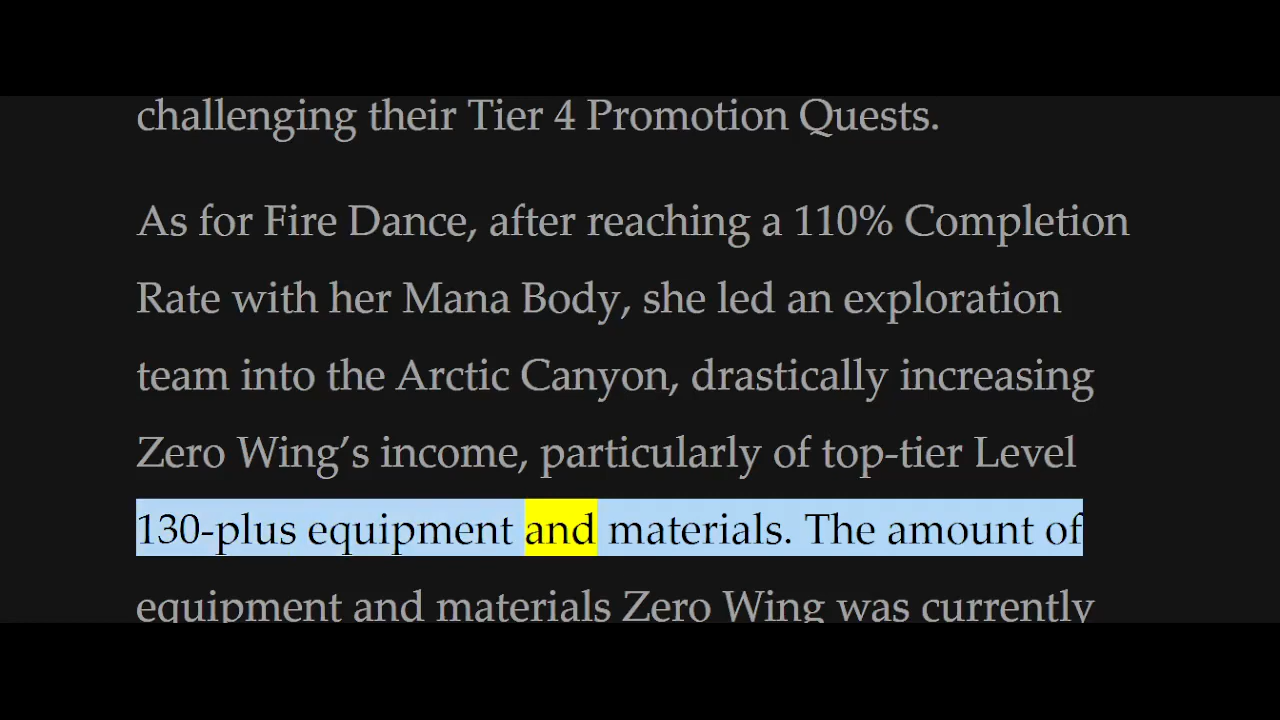 challenging their Tier 4 Promotion Quests.
As for Fire Dance, after reaching a 110% Completion
Rate with her Mana Body, she led an exploration
team into the Arctic Canyon, drastically increasing
Zero Wing’s income, particularly of top-tier Level
130-plus equipment and materials. The amount of
equipment and materials Zero Wing was currently